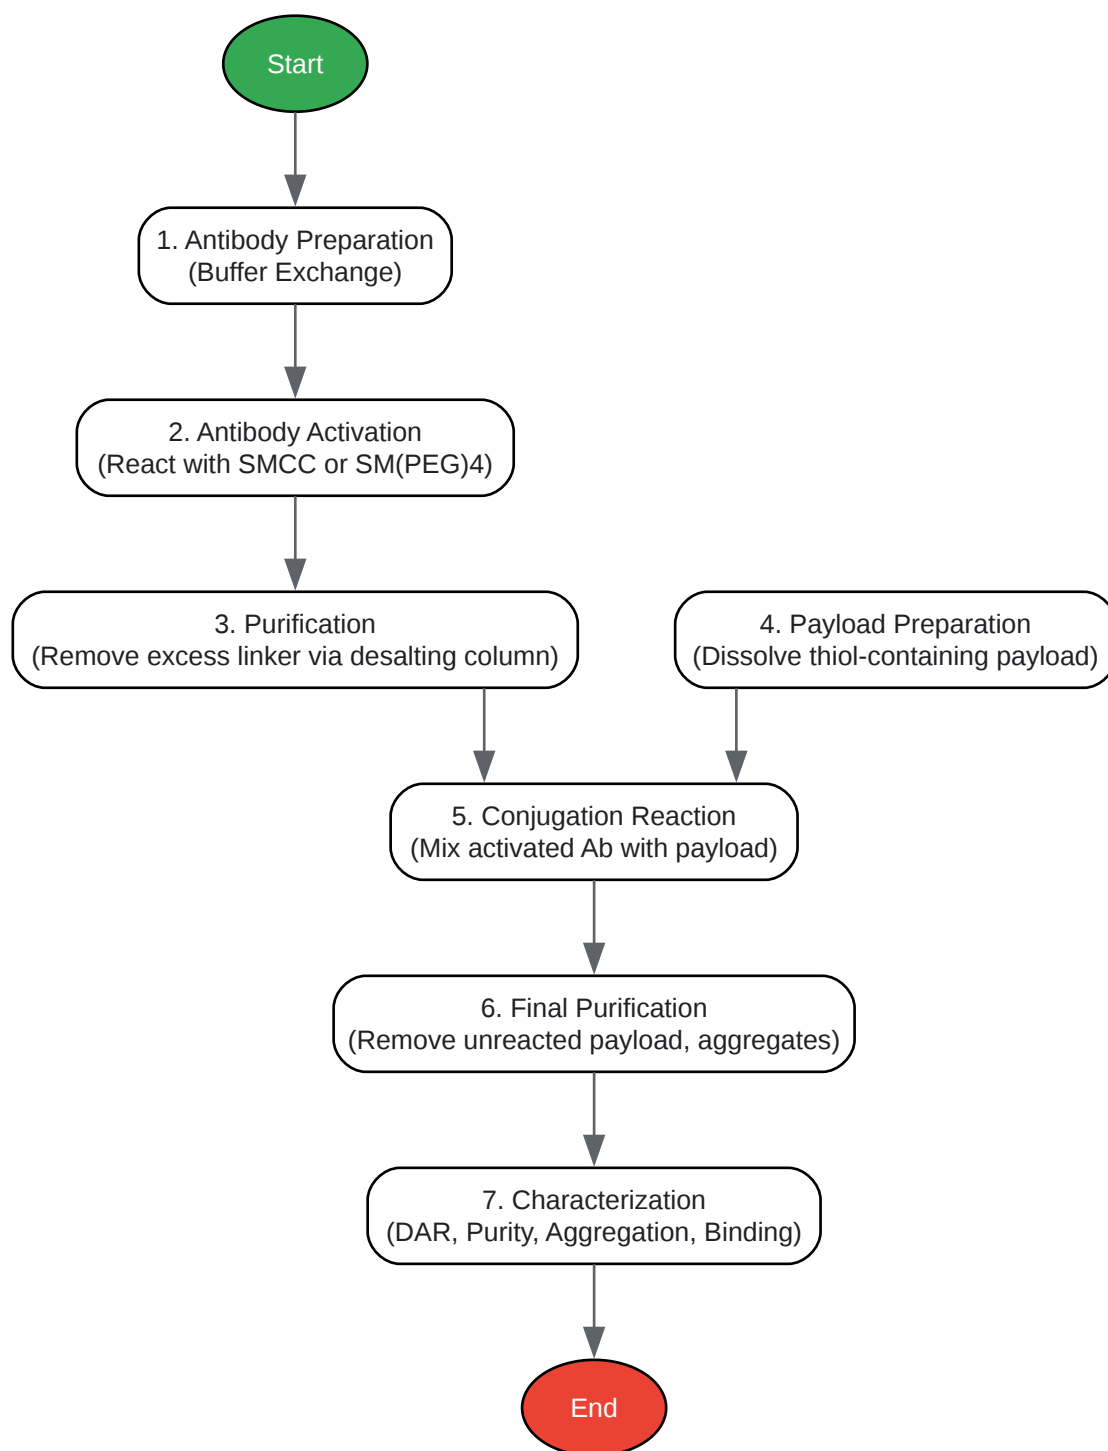 Start
1. Antibody Preparation
(Buffer Exchange)
2. Antibody Activation
(React with SMCC or SM(PEG)4)
3. Purification
(Remove excess linker via desalting column)
4. Payload Preparation
(Dissolve thiol-containing payload)
5. Conjugation Reaction
(Mix activated Ab with payload)
6. Final Purification
(Remove unreacted payload, aggregates)
7. Characterization
(DAR, Purity, Aggregation, Binding)
End